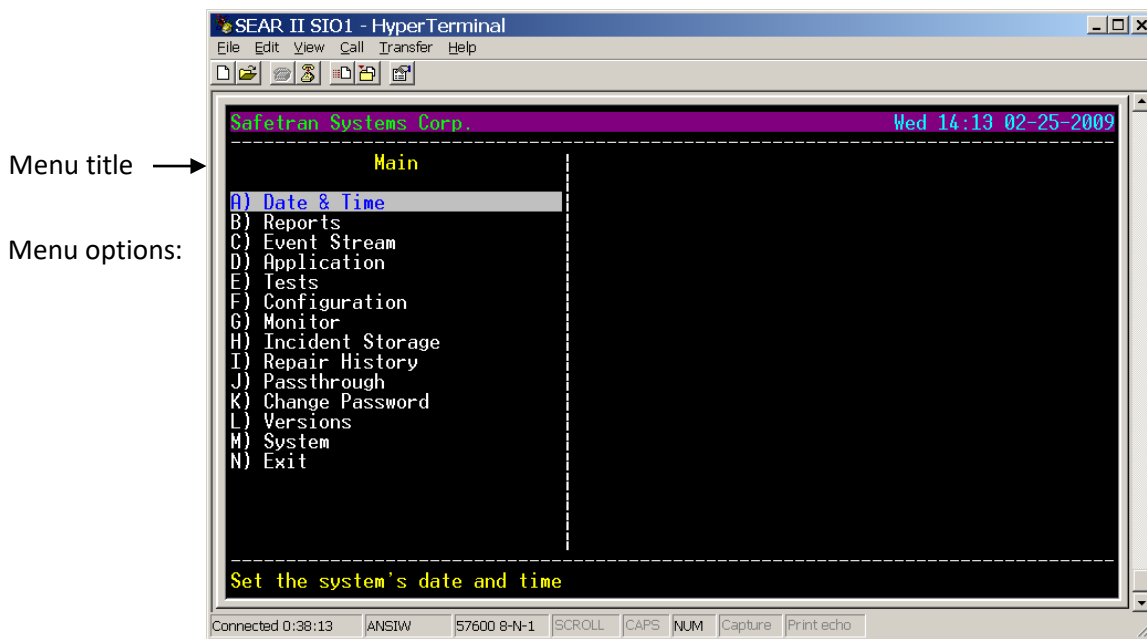 SEAR II SIO1 - HyperTerminal
File Edit View Call Transfer Help
Safetran Systems Corp. Wed 14:13 02-25-2009
Menu title
Main
A) Date & Time
B) Reports
Menu options:
C) Event Stream
D) Application
E) Tests
F) Configuration
G) Monitor
H) Incident Storage
I) Repair History
J) Passthrough
K) Change Password
L) Versions
M) System
N) Exit
Set the system's date and time
Connected 0:38:13 ANSIW 57600 8-N-1 SCROLL CAPS NUM Capture Print echo